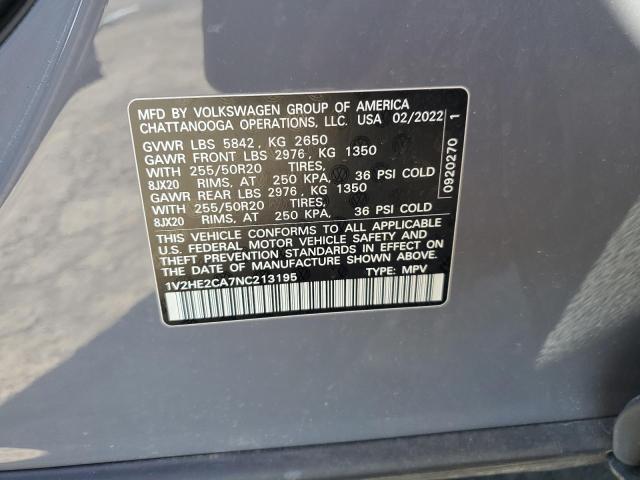 MFD BY VOLKSWAGEN GROUP OF AMERICA
CHATTANOOGA OPERATIONS, LLC. USA 02/2022
GVWR LBS 5842, KG 2650
GAWR FRONT LBS 2976, KG 1350
WITH 255/50R20 TIRES,
8JX20 RIMS, AT 250 KPA, 36 PSI COLD
GAWR REAR LBS 2976, KG 1350
WITH 255/50R20 TIRES,
8JX20 RIMS, AT 250 KPA, 36 PSI COLD
THIS VEHICLE CONFORMS TO ALL APPLICABLE
U.S. FEDERAL MOTOR VEHICLE SAFETY AND
THEFT PREVENTION STANDARDS IN EFFECT ON
THE DATE OF MANUFACTURE SHOWN ABOVE.
1V2HE2CA7NC213195 TYPE: MPV
0920270 1